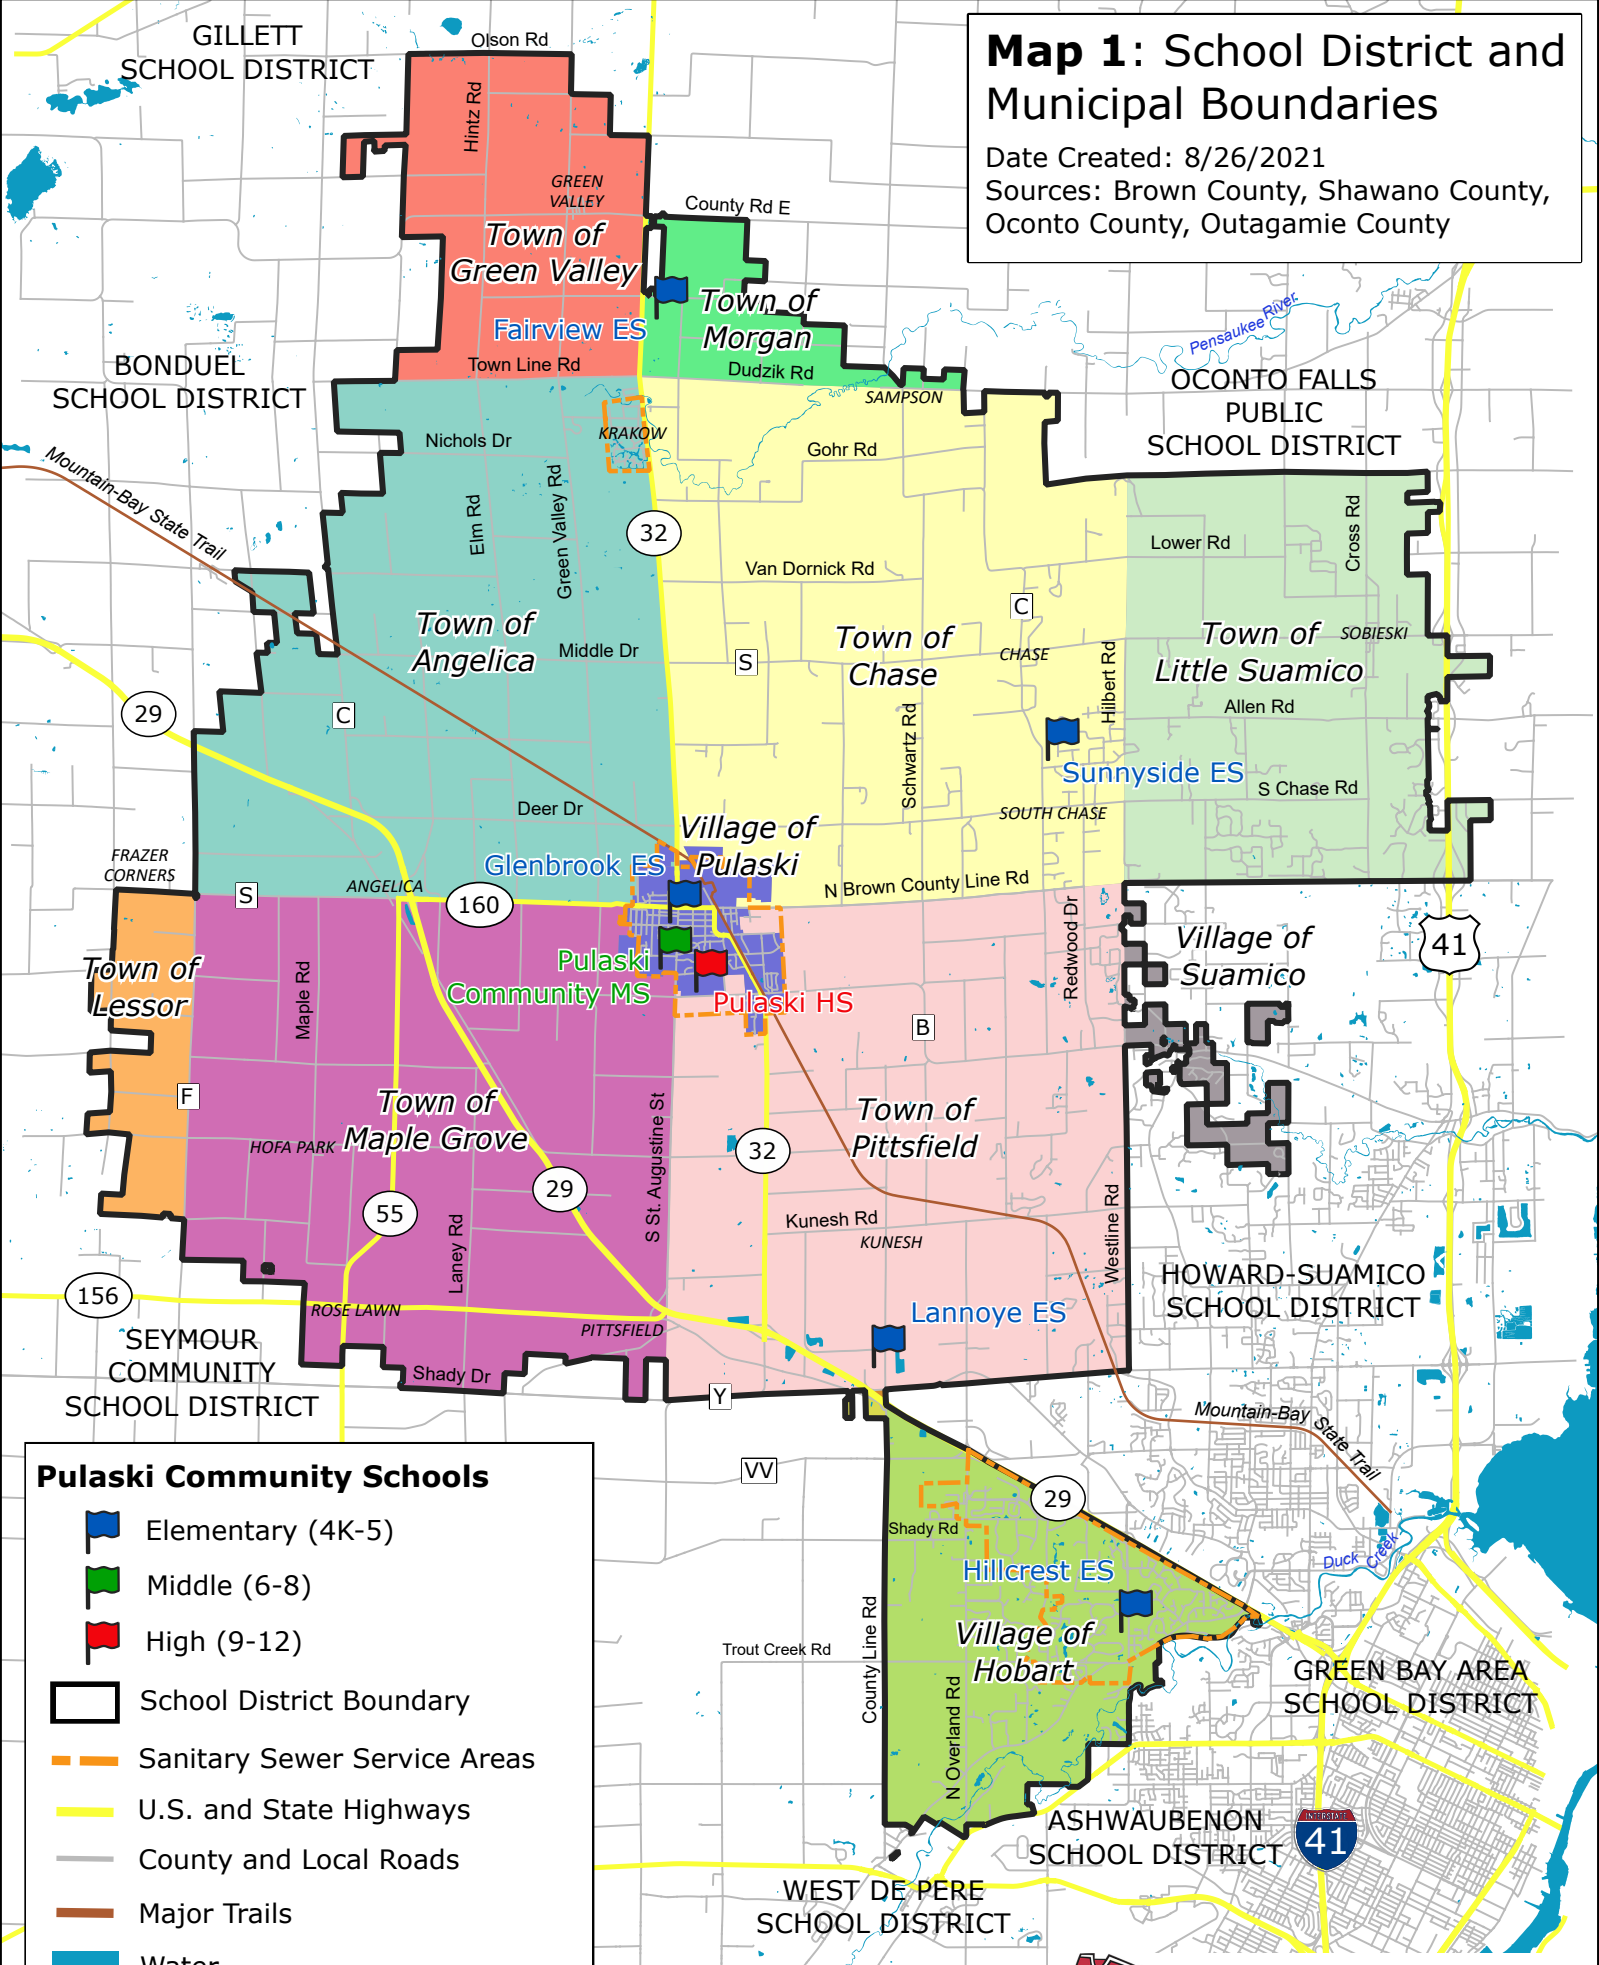 Map 1: School District and
Municipal Boundaries
Date Created: 8/26/2021
Sources: Brown County, Shawano County,
Oconto County, Outagamie County
GILLETT
SCHOOL DISTRICT
Olson Rd
Hintz Rd
GREEN
VALLEY
Town of
Green Valley
County Rd E
Fairview ES
Town of
Morgan
Town Line Rd
Dudzik Rd
Pensaukee River
BONDUEL
SCHOOL DISTRICT
OCONTO FALLS
PUBLIC
SCHOOL DISTRICT
SAMPSON
KRAKOW
Nichols Dr
Gohr Rd
Mountain-Bay State Trail
Elm Rd
Green Valley Rd
32
Cross Rd
Lower Rd
Van Dornick Rd
C
Town of
Angelica
Middle Dr
S
Town of
Chase
CHASE
Hilbert Rd
Town of
Little Suamico
SOBIESKI
Allen Rd
29
C
Schwartz Rd
Sunnyside ES
S Chase Rd
Deer Dr
SOUTH CHASE
Village of
Pulaski
Glenbrook ES
FRAZER
CORNERS
S
ANGELICA
160
N Brown County Line Rd
Redwood Dr
Village of
Suamico
41
Town of
Lessor
Maple Rd
Pulaski
Community MS
Pulaski HS
B
F
Town of
Maple Grove
HOFA PARK
S St. Augustine St
Town of
Pittsfield
32
29
55
Laney Rd
Kunesh Rd
KUNESH
Westline Rd
HOWARD-SUAMICO
SCHOOL DISTRICT
156
ROSE LAWN
PITTSFIELD
Lannoye ES
SEYMOUR
COMMUNITY
SCHOOL DISTRICT
Shady Dr
Y
Mountain-Bay State Trail
VV
29
Shady Rd
Hillcrest ES
Duck Creek
County Line Rd
Village of
Hobart
Trout Creek Rd
N Overland Rd
GREEN BAY AREA
SCHOOL DISTRICT
ASHWAUBENON
SCHOOL DISTRICT
INTERSTATE
41
WEST DE PERE
SCHOOL DISTRICT
Pulaski Community Schools
Elementary (4K-5)
Middle (6-8)
High (9-12)
School District Boundary
Sanitary Sewer Service Areas
U.S. and State Highways
County and Local Roads
Major Trails
Water